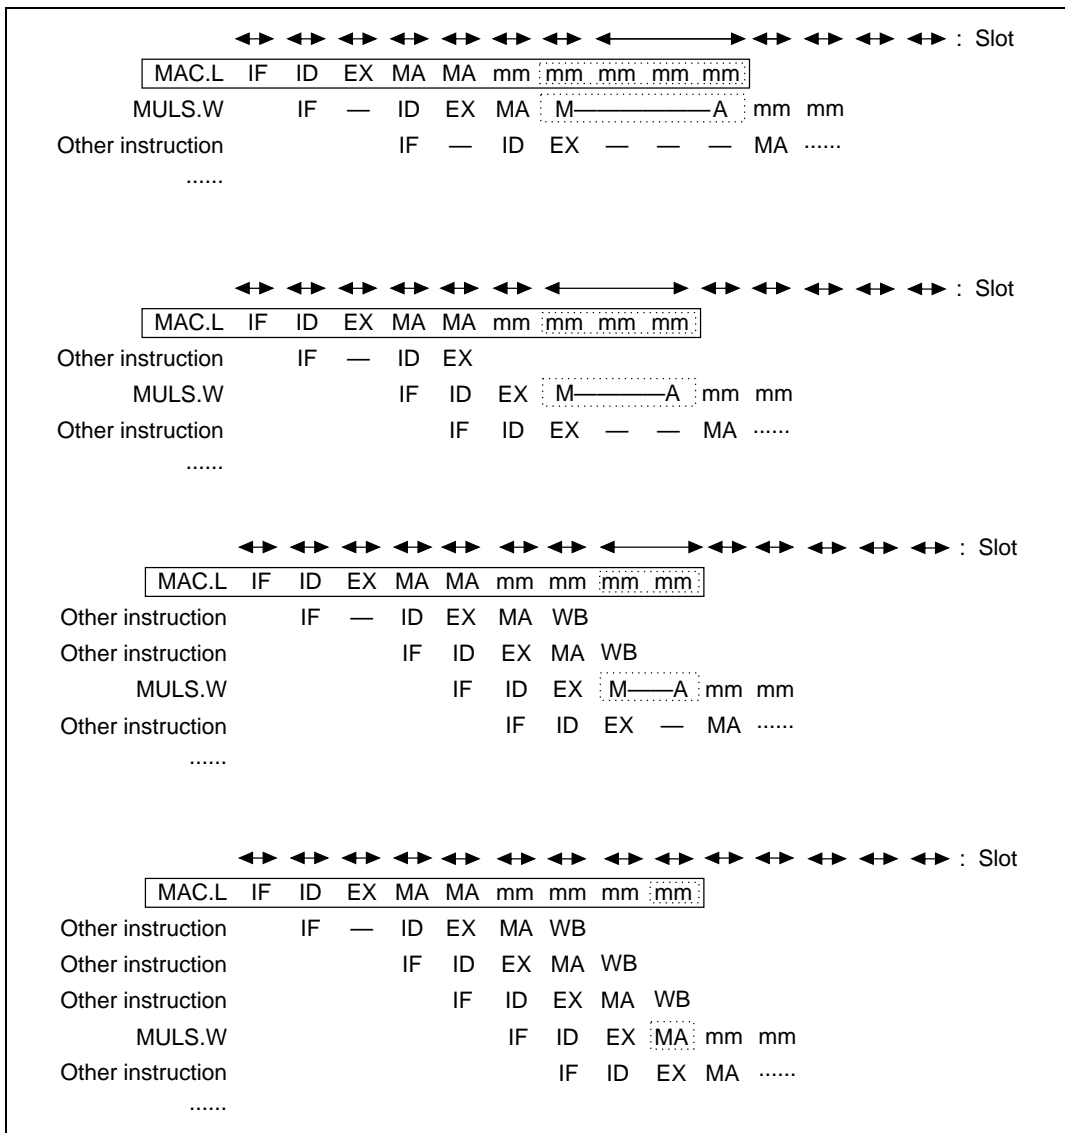 : Slot
MAC.L IF ID EX MA MA mm mm mm mm mm
MULS.W IF — ID EX MA M——————A mm mm
Other instruction IF — ID EX — — — MA ······
······
: Slot
MAC.L IF ID EX MA MA mm mm mm mm
Other instruction IF — ID EX
MULS.W IF ID EX M————A mm mm
Other instruction IF ID EX — — MA ······
······
: Slot
MAC.L IF ID EX MA MA mm mm mm mm
Other instruction IF — ID EX MA WB
Other instruction IF ID EX MA WB
MULS.W IF ID EX M——A mm mm
Other instruction IF ID EX — MA ······
······
: Slot
MAC.L IF ID EX MA MA mm mm mm mm
Other instruction IF — ID EX MA WB
Other instruction IF ID EX MA WB
Other instruction IF ID EX MA WB
MULS.W IF ID EX MA mm mm
Other instruction IF ID EX MA ······
······